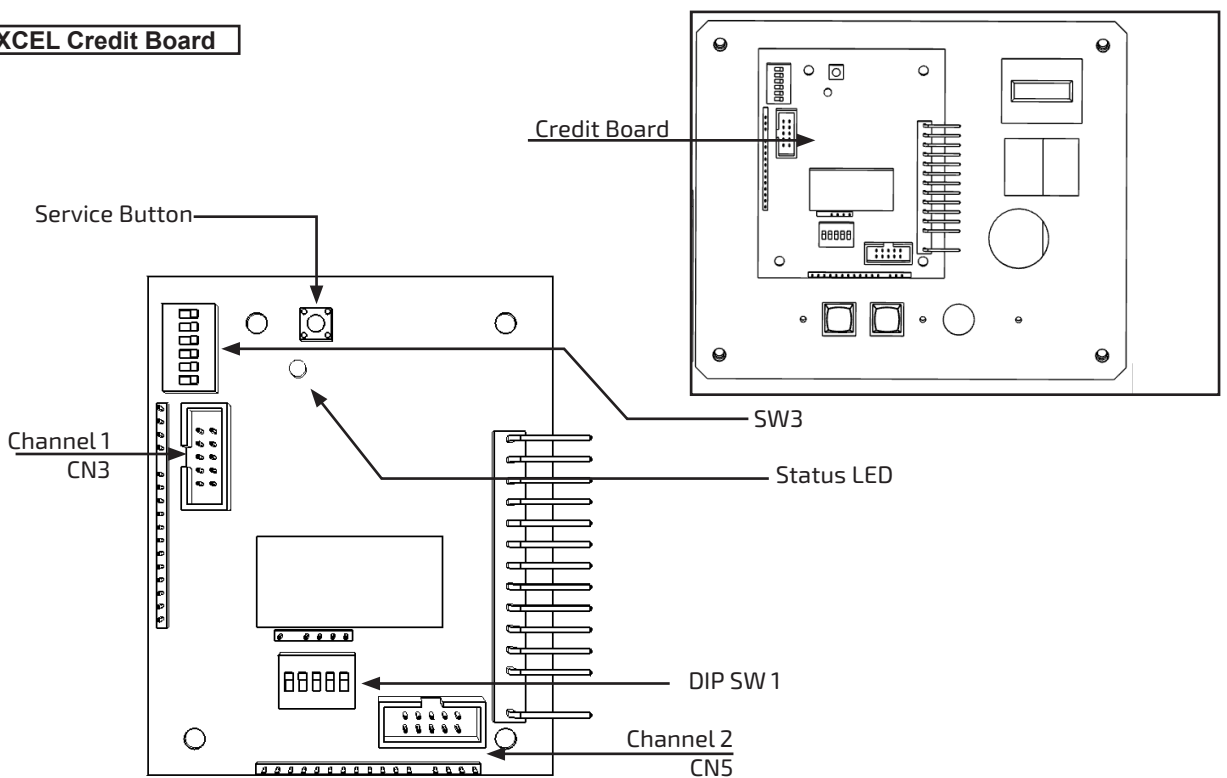 XCEL Credit Board
Credit Board
Service Button
SW3
Channel 1
CN3
Status LED
DIP SW 1
Channel 2
CN5